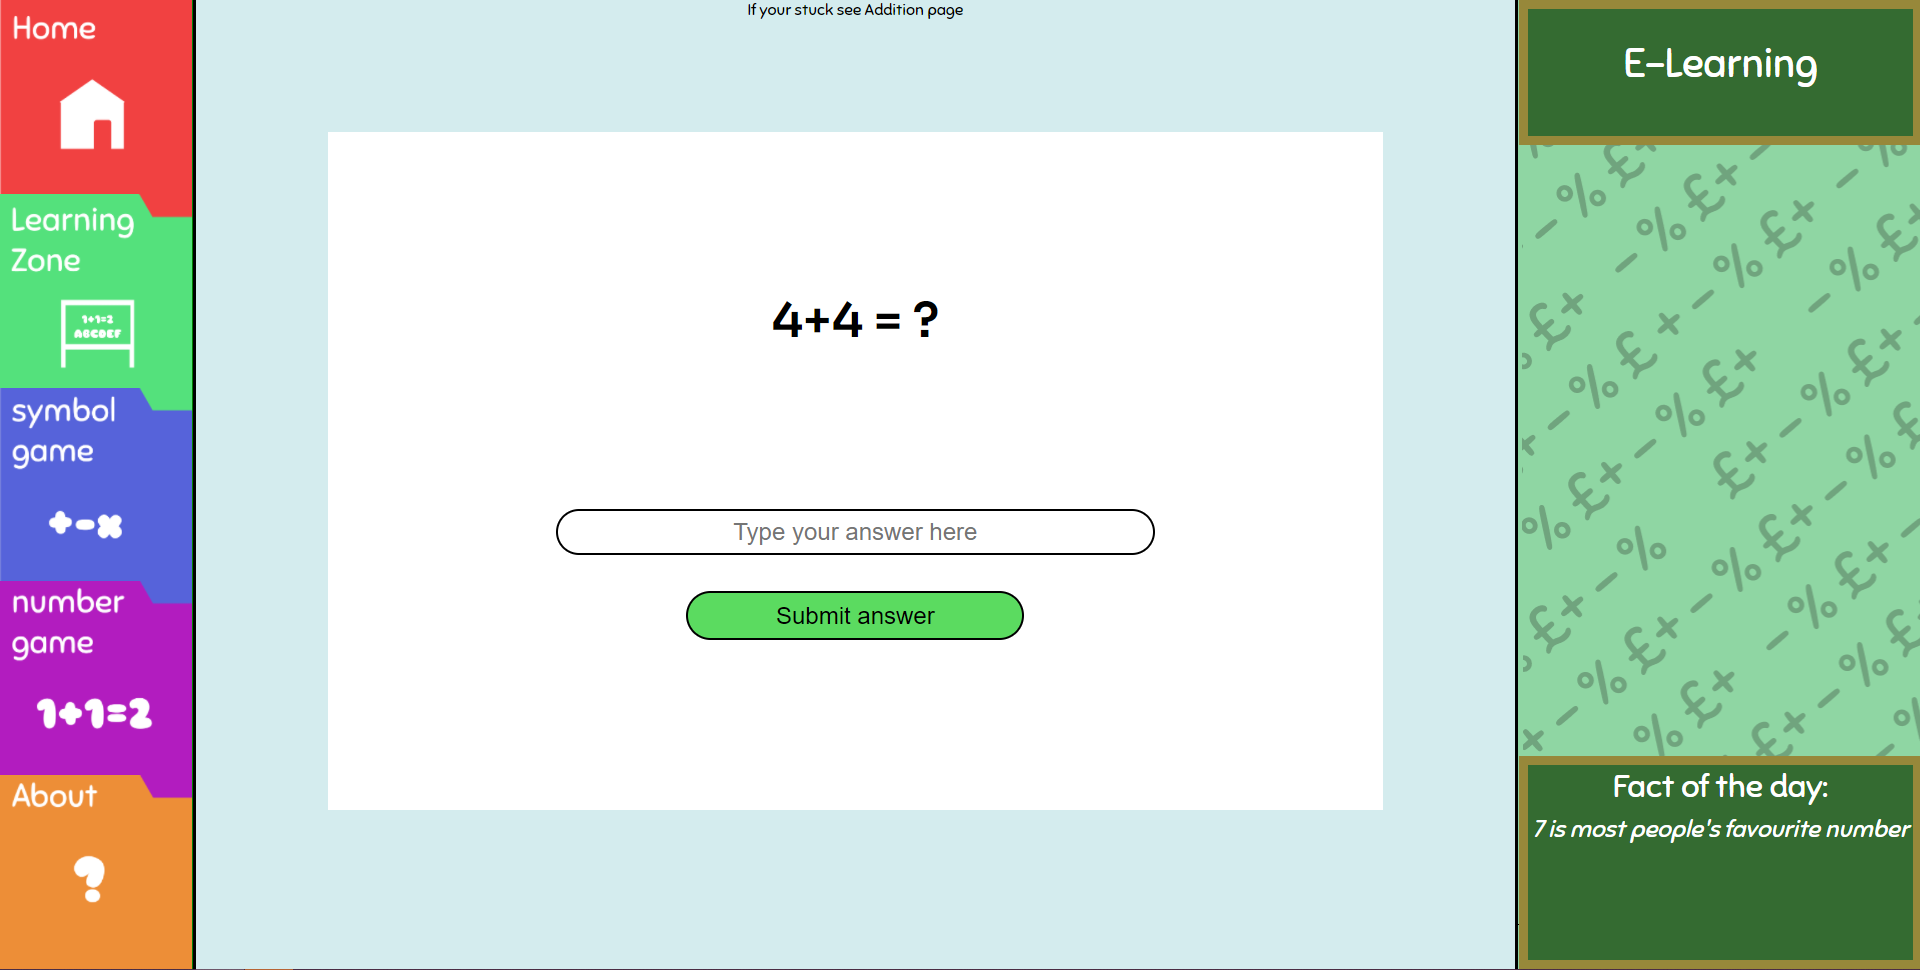 Home
Learning
Zone
1+1=2
ABCDEF
symbol
game
+-x
number
game
1+1=2
About
?
If your stuck see Addition page
4+4 = ?
Type your answer here
Submit answer
E-Learning
Fact of the day:
7 is most people's favourite number